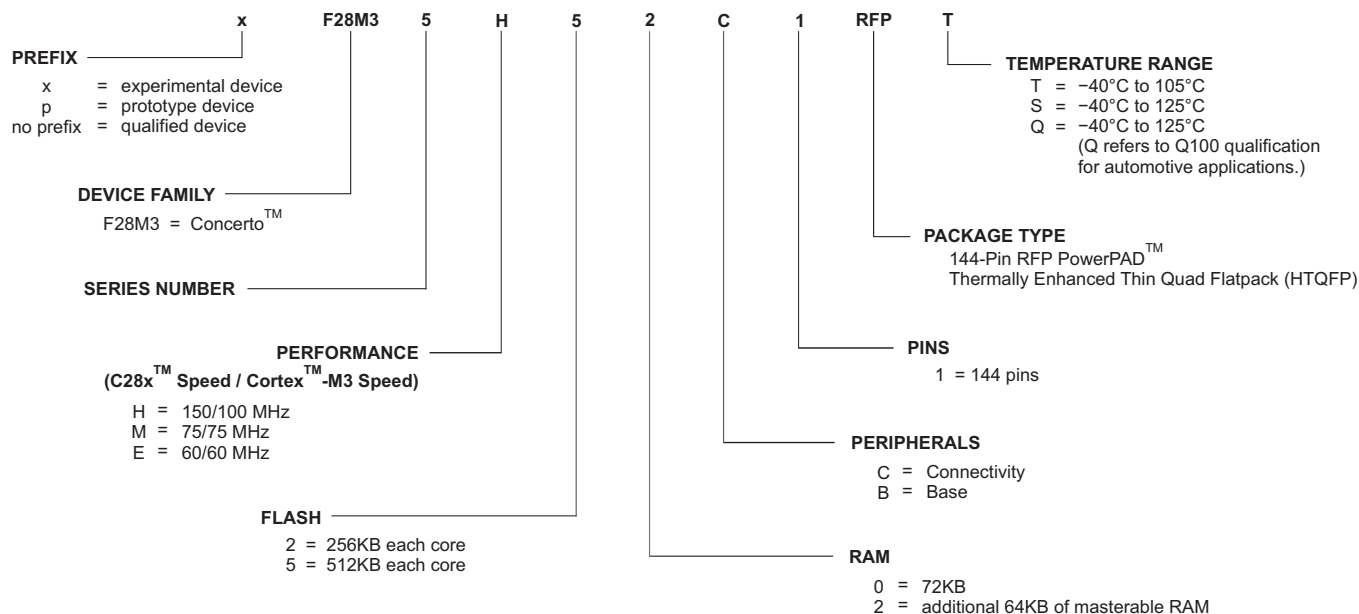 x F28M3 5 H 5 2 C 1 RFP T
PREFIX
x = experimental device
p = prototype device
no prefix = qualified device
TEMPERATURE RANGE
T = −40°C to 105°C
S = −40°C to 125°C
Q = −40°C to 125°C
(Q refers to Q100 qualification
for automotive applications.)
DEVICE FAMILY
F28M3 = Concerto™
PACKAGE TYPE
144-Pin RFP PowerPAD™
Thermally Enhanced Thin Quad Flatpack (HTQFP)
SERIES NUMBER
PERFORMANCE
(C28x™ Speed / Cortex™-M3 Speed)
H = 150/100 MHz
M = 75/75 MHz
E = 60/60 MHz
PINS
1 = 144 pins
PERIPHERALS
C = Connectivity
B = Base
FLASH
2 = 256KB each core
5 = 512KB each core
RAM
0 = 72KB
2 = additional 64KB of masterable RAM